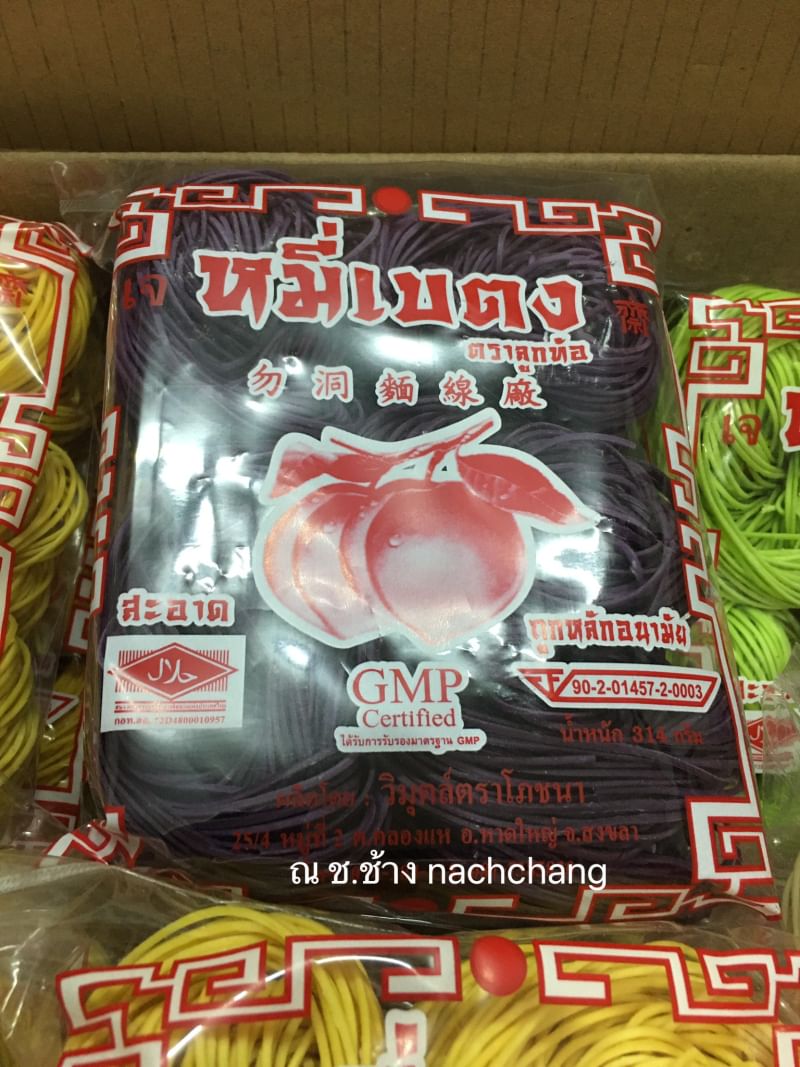 เจ หมี่เบตง 齋
ตราลูกท้อ
勿洞麵線廠
สะอาด
ถูกหลักอนามัย
حلال
GMP
Certified
ได้รับการรับรองมาตรฐาน GMP
90-2-01457-2-0003
น้ำหนัก 314 กรัม
ผลิตโดย : วิมุตส์ตราโภชนา
25/4 หมู่ที่ 2 ต.คลองแห อ.หาดใหญ่ จ.สงขลา
ณ ช.ช้าง nachchang
齋
เจ